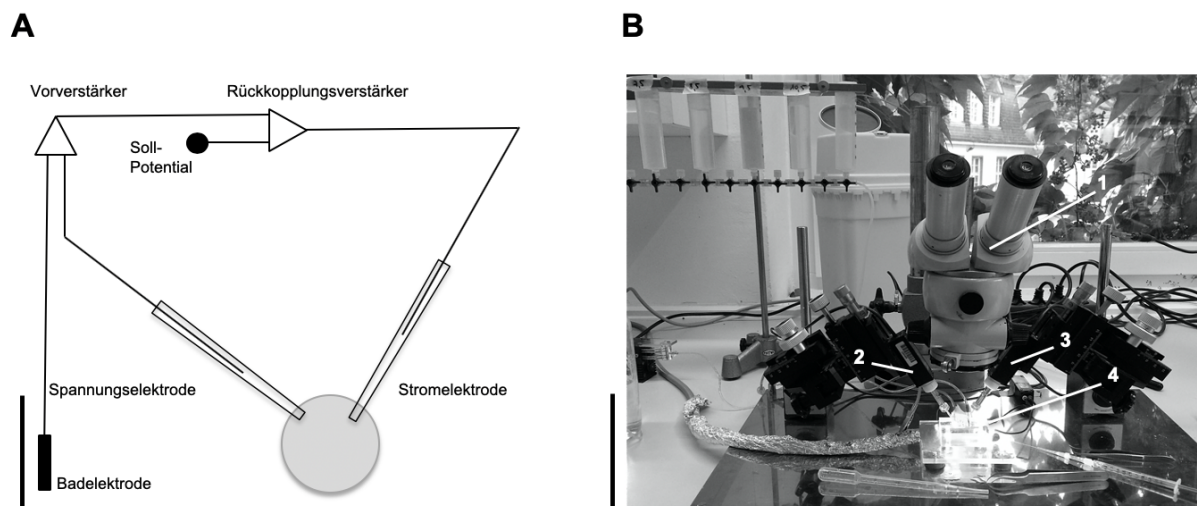 A
B
Vorverstärker
Rückkopplungsverstärker
Soll-
Potential
Spannungselektrode
Stromelektrode
Badelektrode
1
2
3
4